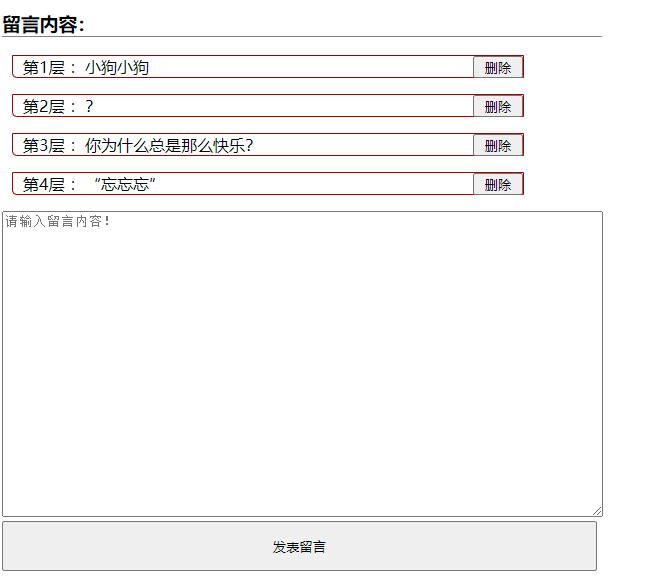 留言内容:
第1层 : 小狗小狗 删除
第2层 : ? 删除
第3层 : 你为什么总是那么快乐? 删除
第4层 : “忘忘忘“ 删除
请输入留言内容!
发表留言